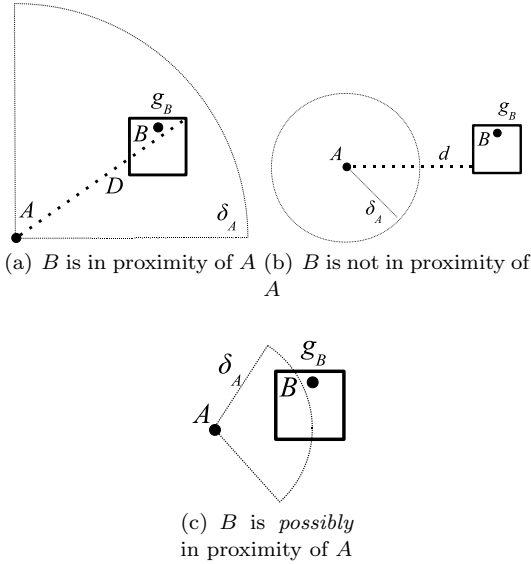 g_B
B
D
A
δ_A
g_B
B
A
d
δ_A
(a) B is in proximity of A (b) B is not in proximity of
A
g_B
δ_A
B
A
(c) B is possibly
in proximity of A